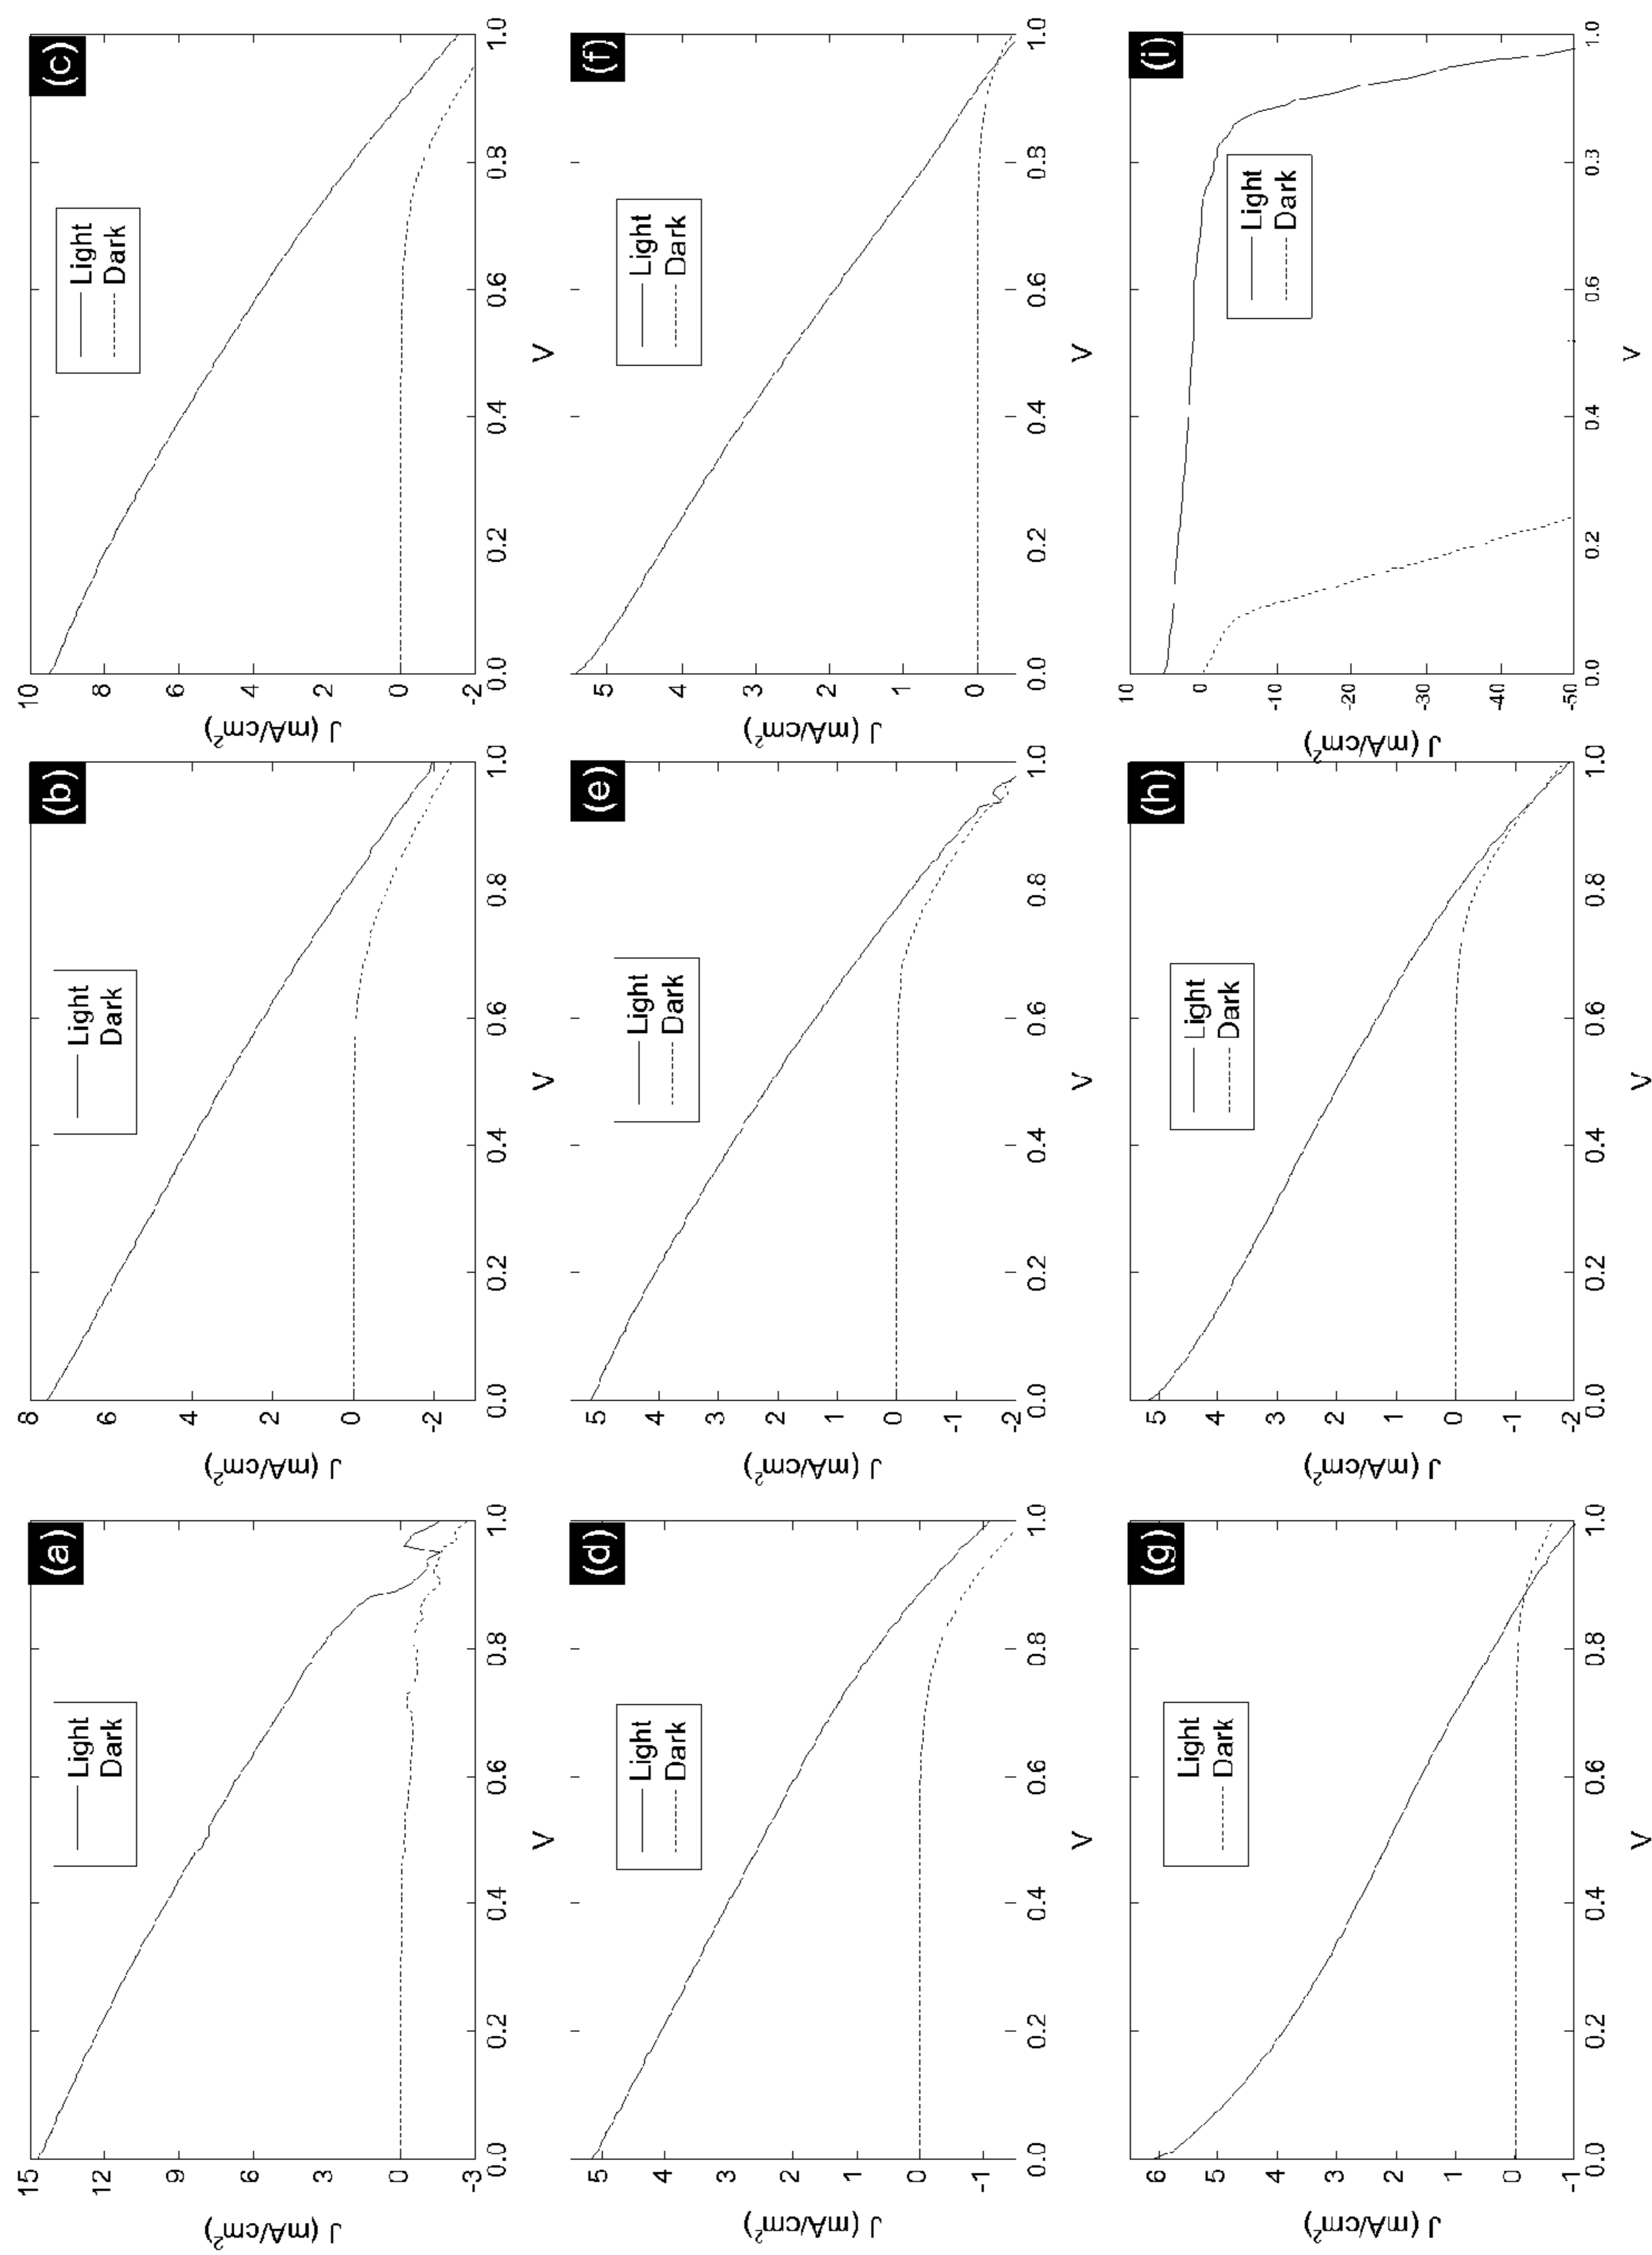 (a)
Light
Dark
15
12
9
6
3
0
-3
J (mA/cm²)
0.0 0.2 0.4 0.6 0.8 1.0
V
(b)
Light
Dark
8
6
4
2
0
-2
J (mA/cm²)
0.0 0.2 0.4 0.6 0.8 1.0
V
(c)
Light
Dark
10
8
6
4
2
0
-2
J (mA/cm²)
0.0 0.2 0.4 0.6 0.8 1.0
V
(d)
Light
Dark
5
4
3
2
1
0
-1
J (mA/cm²)
0.0 0.2 0.4 0.6 0.8 1.0
V
(e)
Light
Dark
5
4
3
2
1
0
-1
-2
J (mA/cm²)
0.0 0.2 0.4 0.6 0.8 1.0
V
(f)
Light
Dark
5
4
3
2
1
0
J (mA/cm²)
0.0 0.2 0.4 0.6 0.8 1.0
V
(g)
Light
Dark
6
5
4
3
2
1
0
-1
J (mA/cm²)
0.0 0.2 0.4 0.6 0.8 1.0
V
(h)
Light
Dark
5
4
3
2
1
0
-1
-2
J (mA/cm²)
0.0 0.2 0.4 0.6 0.8 1.0
V
(i)
Light
Dark
10
0
-10
-20
-30
-40
-50
J (mA/cm²)
0.0 0.2 0.4 0.6 0.3 1.0
V